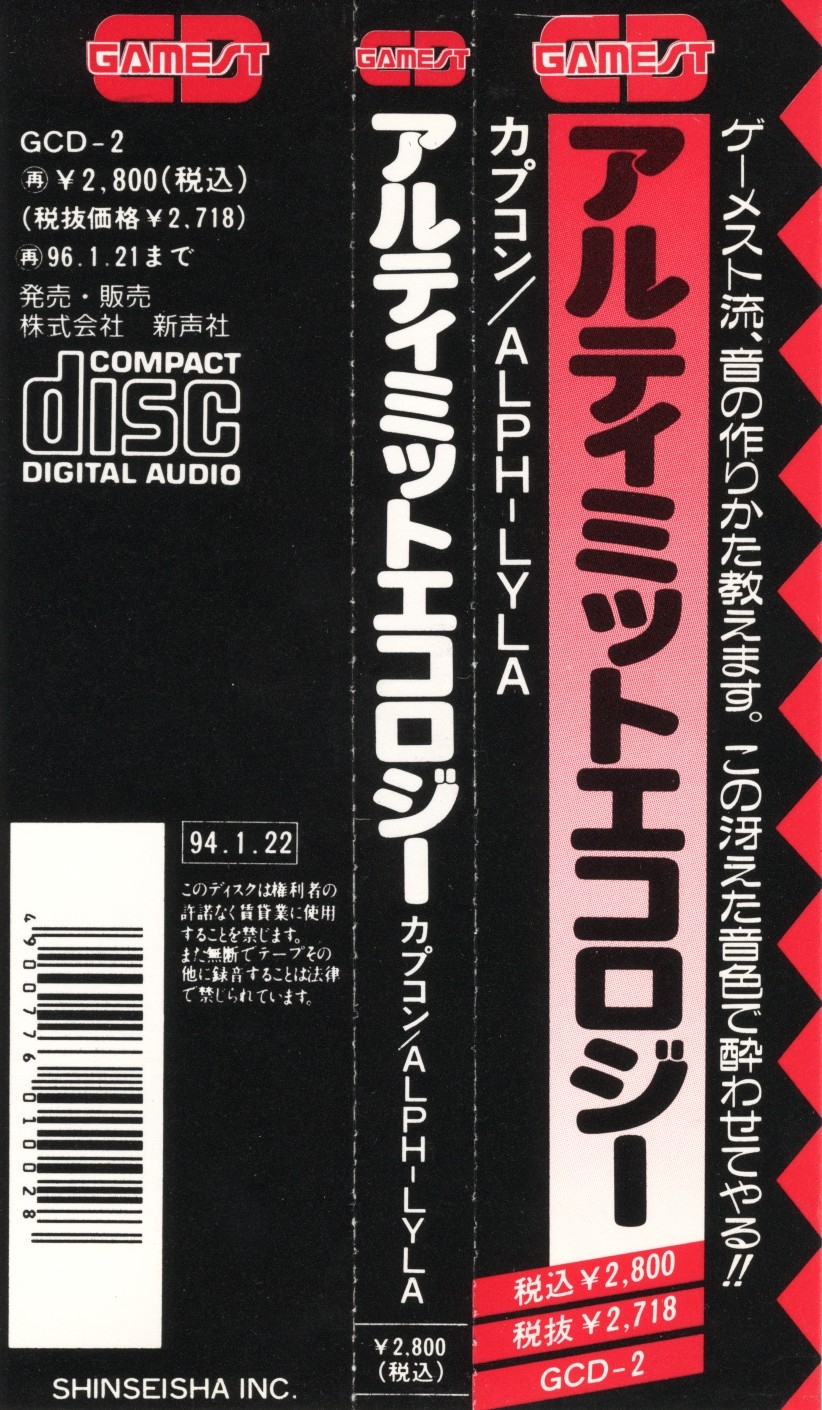 GAMEST CD
GCD-2
再 ¥2,800(税込)
(税抜価格¥2,718)
再 96.1.21まで
発売・販売
株式会社 新声社
COMPACT
disc
DIGITAL AUDIO
94.1.22
このディスクは権利者の
許諾なく賃貸業に使用
することを禁じます。
また無断でテープその
他に録音することは法律
で禁じられています。
4900776010028
SHINSEISHA INC.
GAMEST CD
アルティミットエコロジー
カプコン/ALPH-LYLA
¥2,800
(税込)
GAMEST CD
ゲーメスト流、音の作りかた教えます。この冴えた音色で酔わせてやる!!
アルティミットエコロジー
カプコン/ALPH-LYLA
税込¥2,800
税抜¥2,718
GCD-2